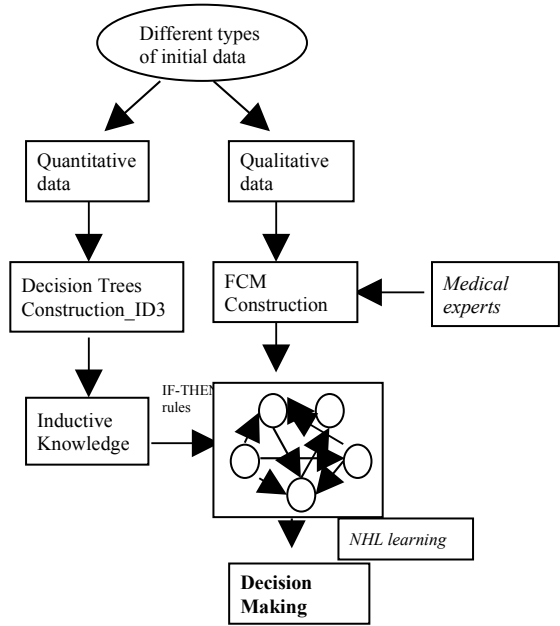 Different types
of initial data
Quantitative
data
Qualitative
data
Decision Trees
Construction_ID3
FCM
Construction
Medical
experts
IF-THEN
rules
Inductive
Knowledge
NHL learning
Decision
Making